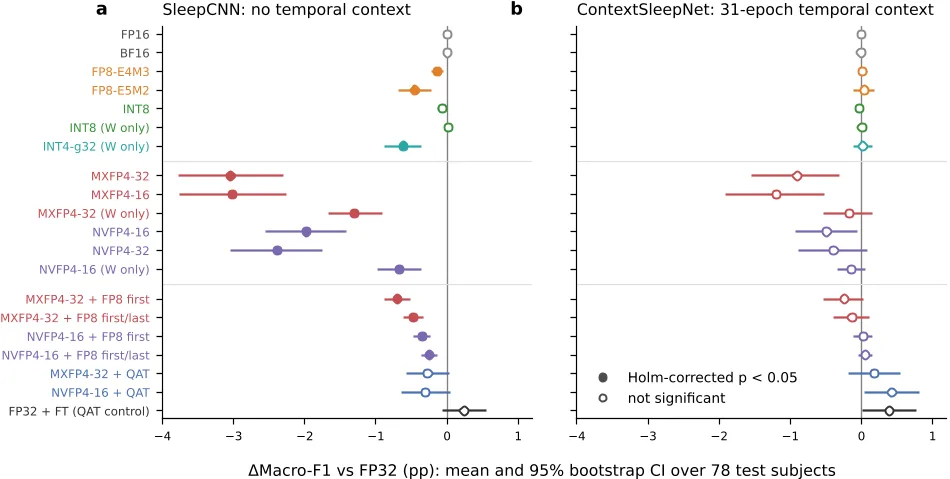 a SleepCNN: no temporal context
b ContextSleepNet: 31-epoch temporal context
FP16
BF16
FP8-E4M3
FP8-E5M2
INT8
INT8 (W only)
INT4-g32 (W only)
MXFP4-32
MXFP4-16
MXFP4-32 (W only)
NVFP4-16
NVFP4-32
NVFP4-16 (W only)
MXFP4-32 + FP8 first
MXFP4-32 + FP8 first/last
NVFP4-16 + FP8 first
NVFP4-16 + FP8 first/last
MXFP4-32 + QAT
NVFP4-16 + QAT
FP32 + FT (QAT control)
Holm-corrected p < 0.05
not significant
−4 −3 −2 −1 0 1
−4 −3 −2 −1 0 1
ΔMacro-F1 vs FP32 (pp): mean and 95% bootstrap CI over 78 test subjects